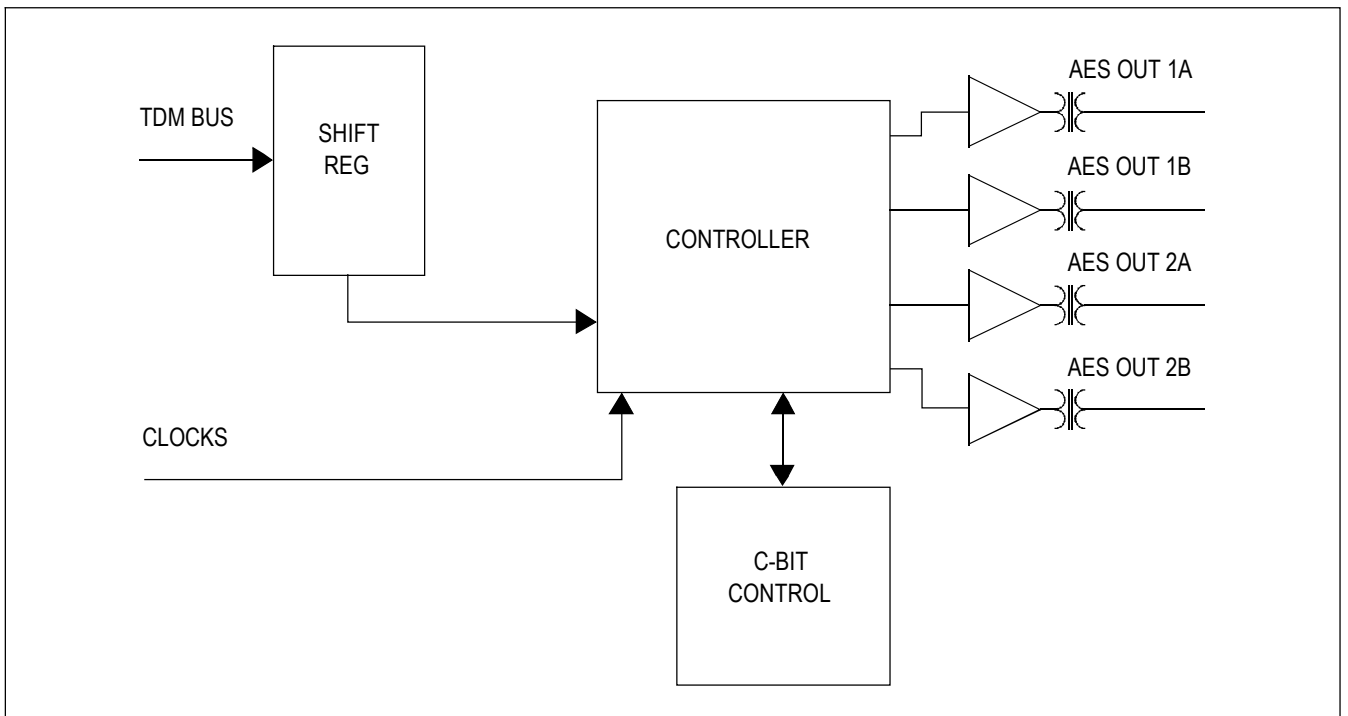 TDM BUS
SHIFT
REG
CONTROLLER
AES OUT 1A
AES OUT 1B
AES OUT 2A
AES OUT 2B
CLOCKS
C-BIT
CONTROL